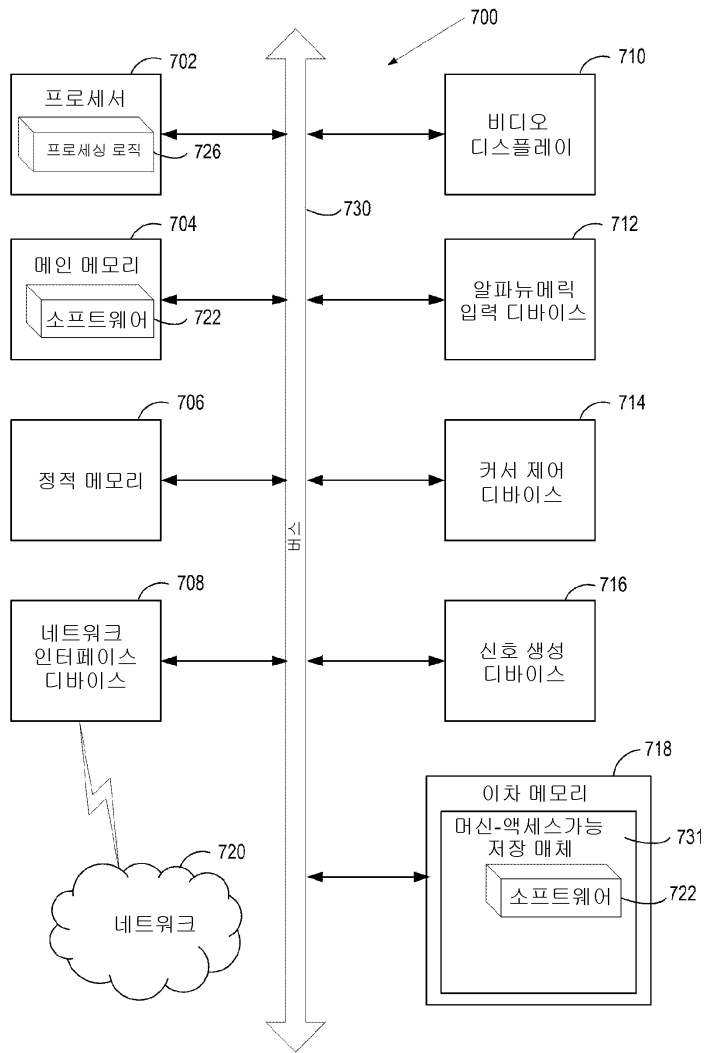 700
702
프로세서
프로세싱 로직
726
710
비디오
디스플레이
730
704
메인 메모리
소프트웨어
722
712
알파뉴메릭
입력 디바이스
706
정적 메모리
714
커서 제어
디바이스
버스
708
네트워크
인터페이스
디바이스
716
신호 생성
디바이스
718
이차 메모리
머신-액세스가능
저장 매체
731
소프트웨어
722
720
네트워크